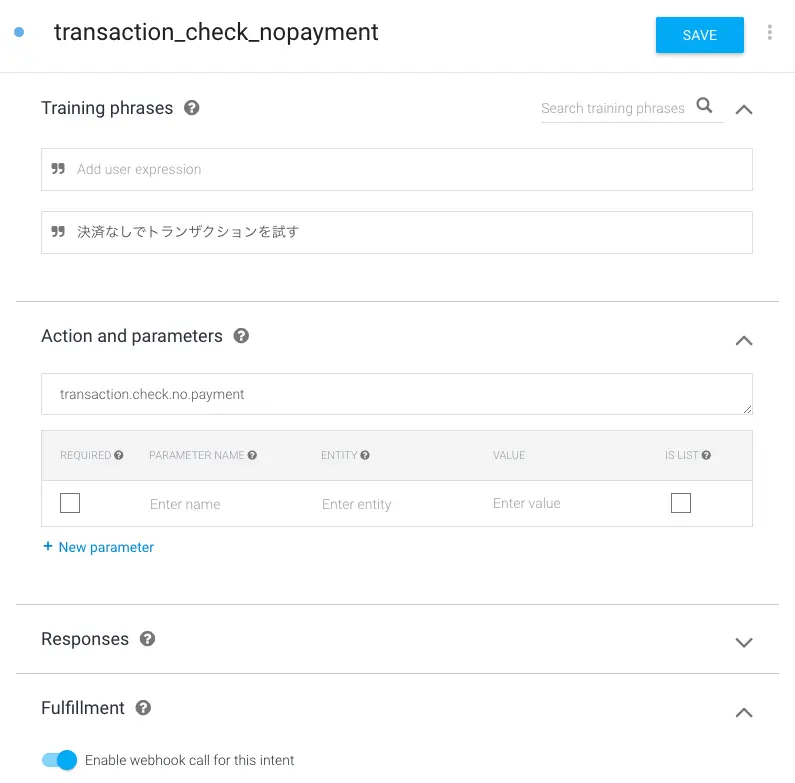 transaction_check_nopayment
SAVE
Training phrases
Search training phrases
Add user expression
決済なしでトランザクションを試す
Action and parameters
transaction.check.no.payment
REQUIRED PARAMETER NAME ENTITY VALUE IS LIST
Enter name Enter entity Enter value
+ New parameter
Responses
Fulfillment
Enable webhook call for this intent